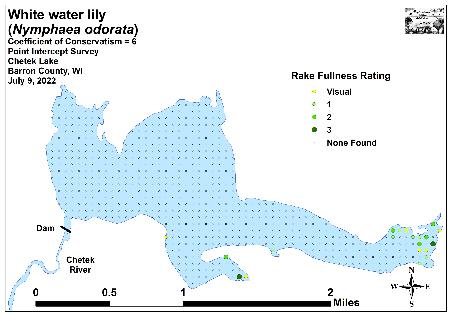 White water lily
(Nymphaea odorata)
Coefficient of Conservatism = 6
Point Intercept Survey
Chetek Lake
Barron County, WI
July 9, 2022
Rake Fullness Rating
Visual
1
2
3
None Found
Dam
Chetek
River
N
W
E
S
0
0.5
1
2
Miles